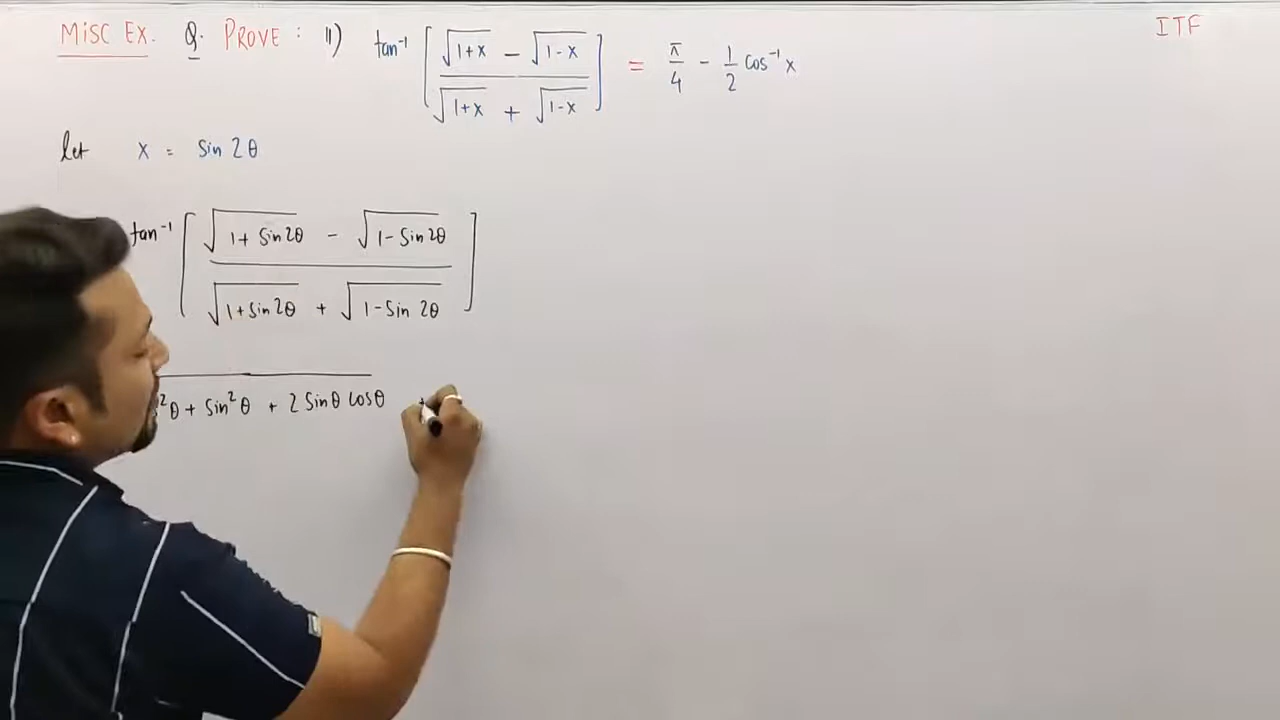 MISC EX. Q. PROVE : 11) tan⁻¹ [ (√(1+x) − √(1-x)) / (√(1+x) + √(1-x)) ] = π/4 − 1/2 cos⁻¹ x
ITF
let x = Sin 2θ
tan⁻¹ [ (√(1+Sin2θ) − √(1-Sin2θ)) / (√(1+Sin2θ) + √(1-Sin 2θ)) ]
²θ + Sin²θ + 2 Sinθ Cosθ